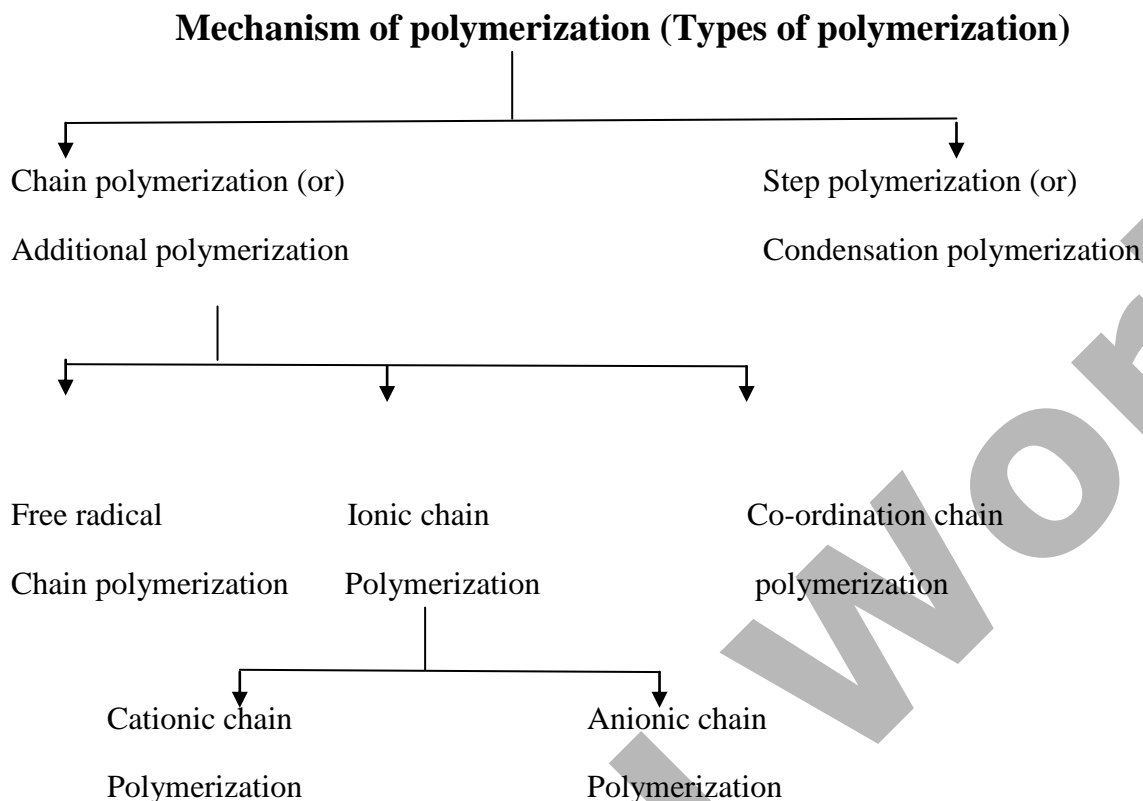 Mechanism of polymerization (Types of polymerization)
Chain polymerization (or)
Additional polymerization
Step polymerization (or)
Condensation polymerization
Free radical
Chain polymerization
Ionic chain
Polymerization
Co-ordination chain
polymerization
Cationic chain
Polymerization
Anionic chain
Polymerization